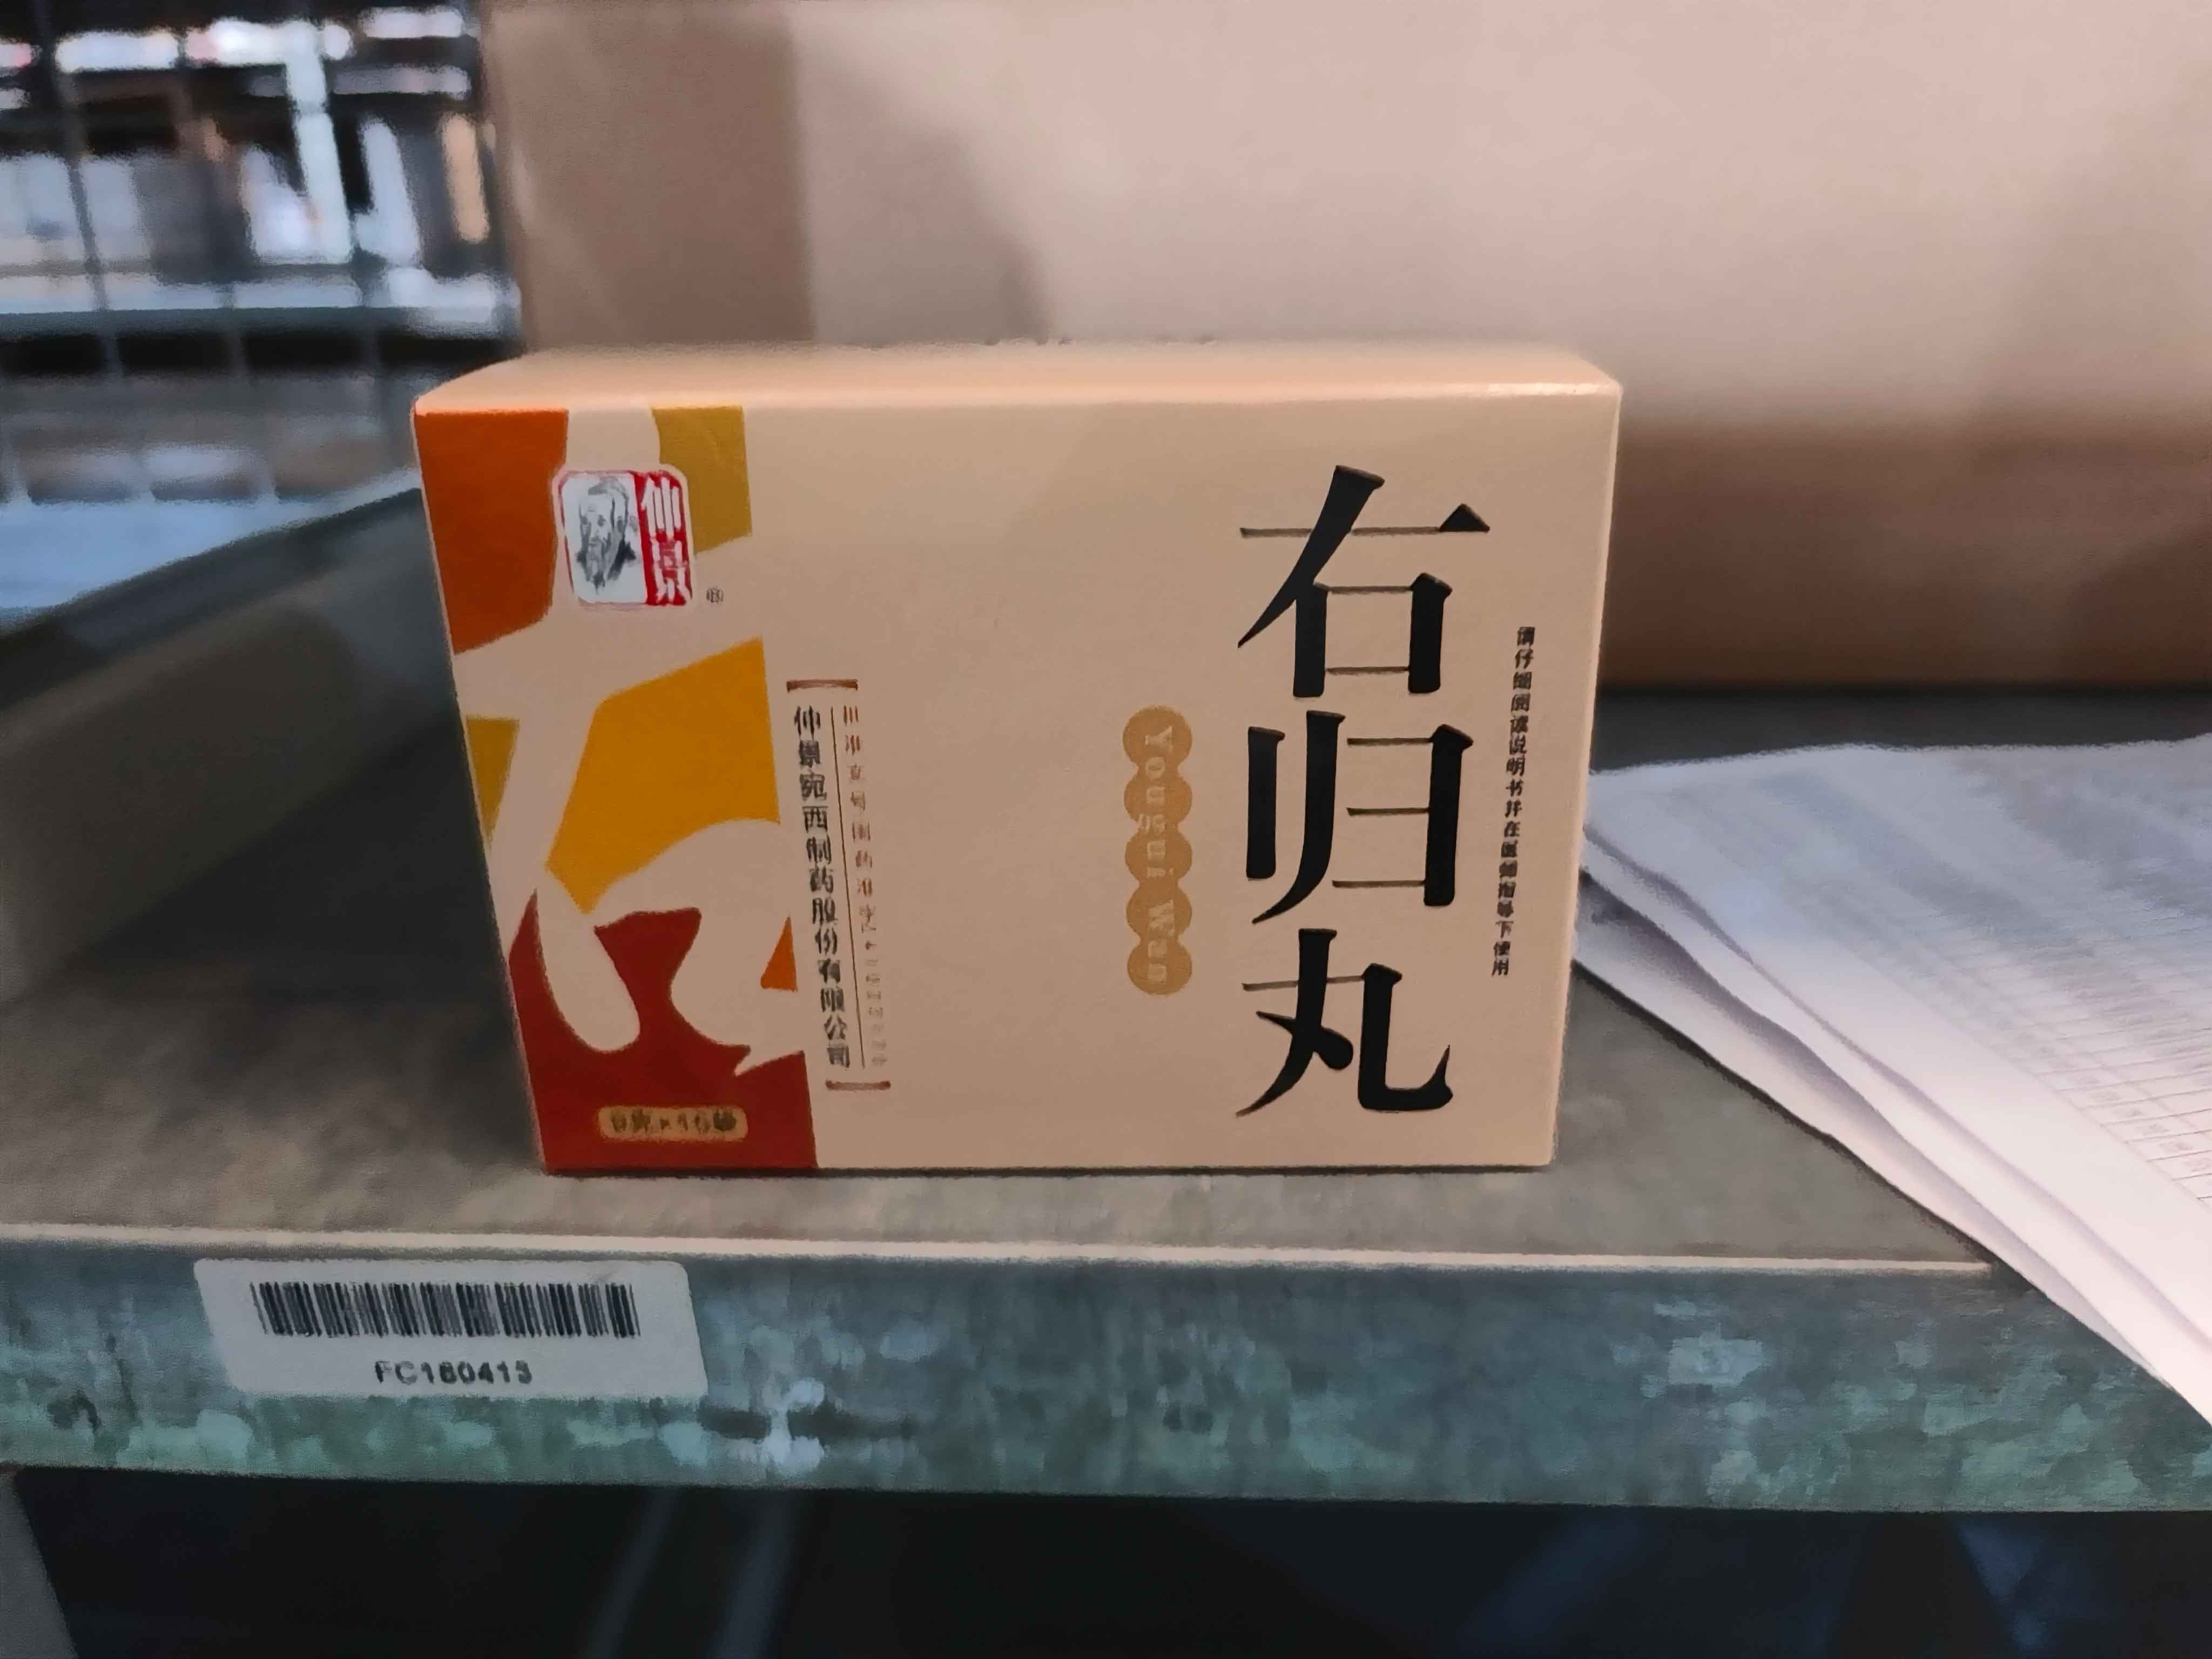 请仔细阅读说明书并在医师指导下使用
右归丸
Yougui Wan
仲景宛西制药股份有限公司
仲景
FC180413